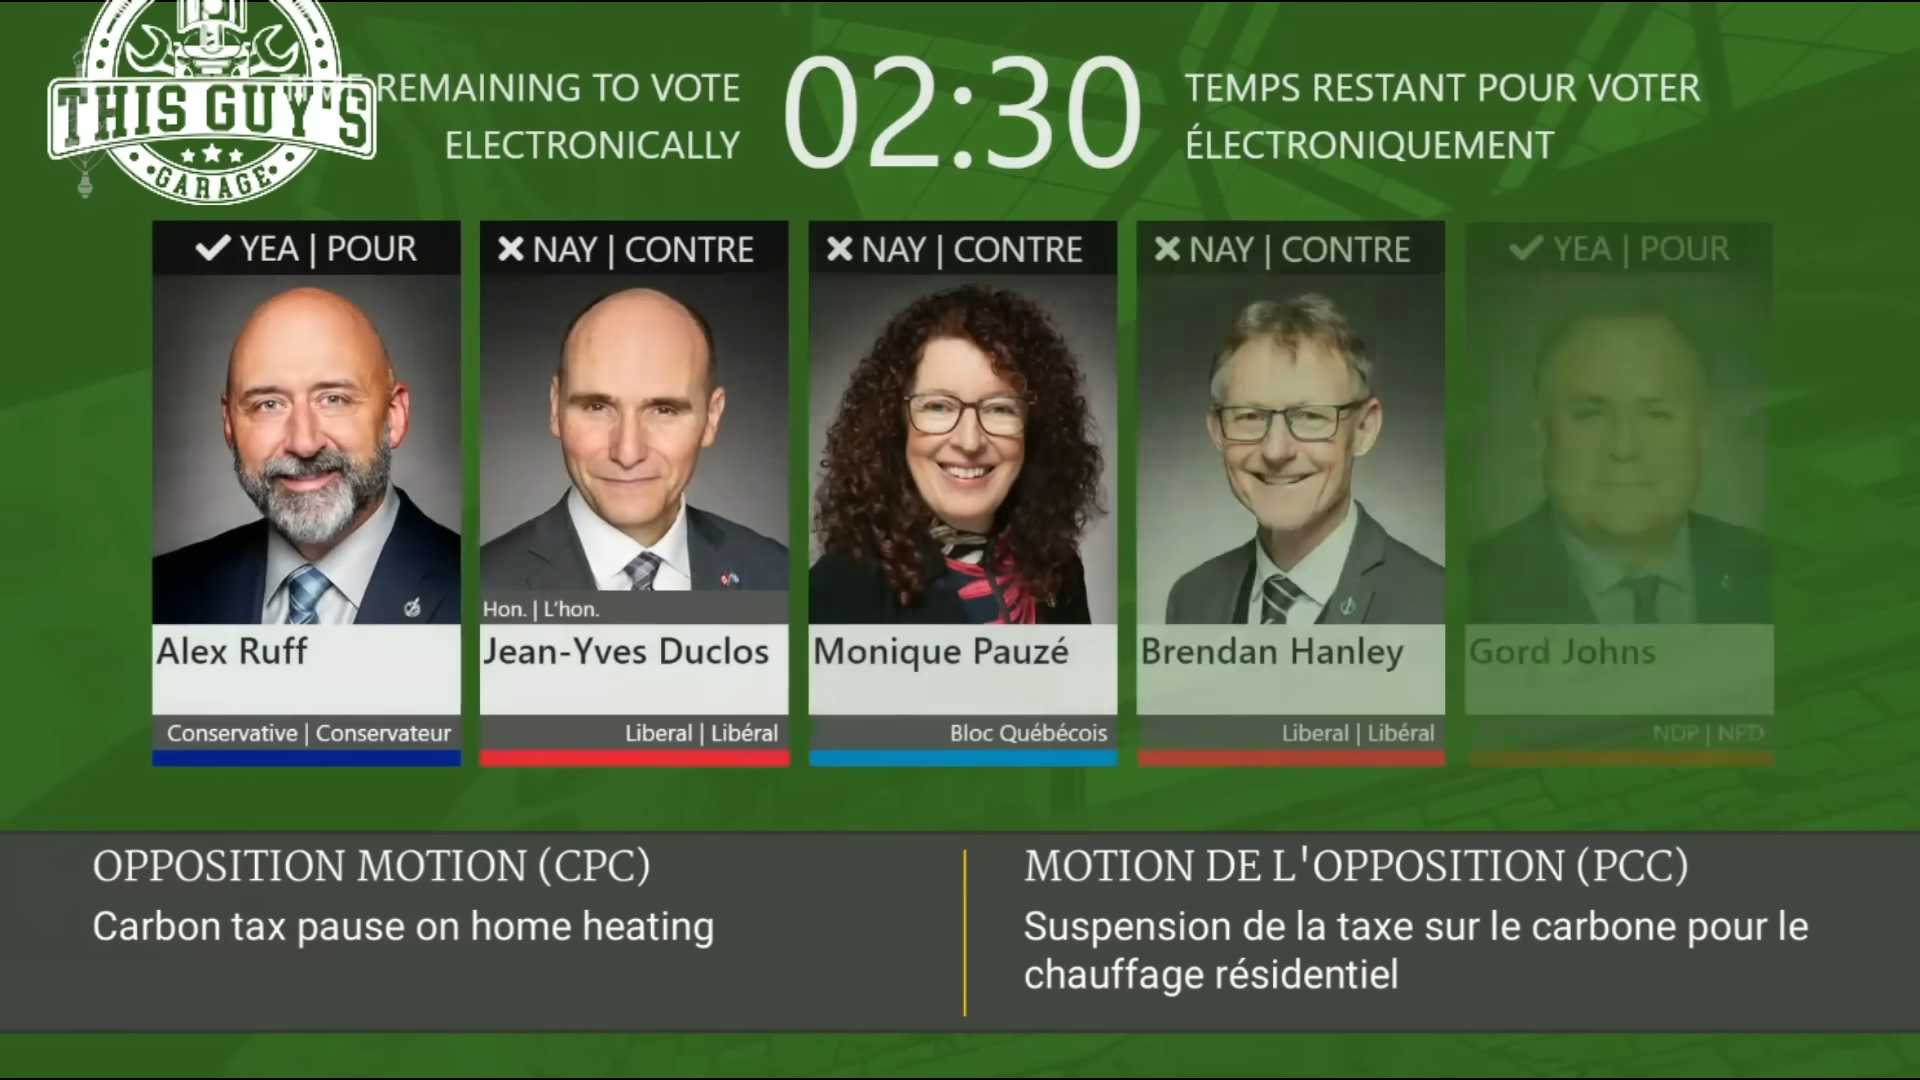 THIS GUY'S
GARAGE
TIME REMAINING TO VOTE
ELECTRONICALLY
02:30
TEMPS RESTANT POUR VOTER
ÉLECTRONIQUEMENT
YEA | POUR
Alex Ruff
Conservative | Conservateur
NAY | CONTRE
Hon. | L'hon.
Jean-Yves Duclos
Liberal | Libéral
NAY | CONTRE
Monique Pauzé
Bloc Québécois
NAY | CONTRE
Brendan Hanley
Liberal | Libéral
YEA | POUR
Gord Johns
NDP | NPD
OPPOSITION MOTION (CPC)
Carbon tax pause on home heating
MOTION DE L'OPPOSITION (PCC)
Suspension de la taxe sur le carbone pour le
chauffage résidentiel